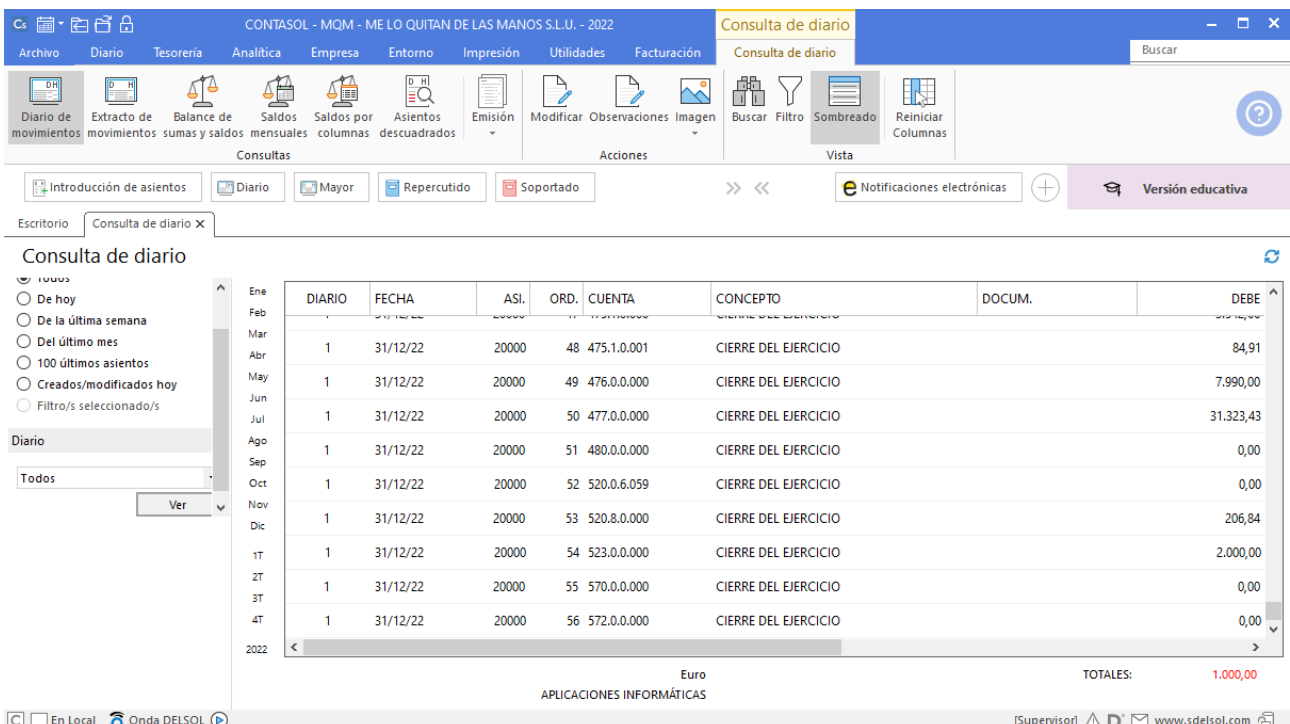 Cs
CONTASOL - MQM - ME LO QUITAN DE LAS MANOS S.L.U. - 2022
Consulta de diario
Archivo Diario Tesorería Analítica Empresa Entorno Impresión Utilidades Facturación Consulta de diario Buscar
D H D H D H
Diario de movimientos Extracto de movimientos Balance de sumas y saldos Saldos mensuales Saldos por columnas Asientos descuadrados Emisión Modificar Observaciones Imagen Buscar Filtro Sombreado Reiniciar Columnas
Consultas Acciones Vista
Introducción de asientos Diario Mayor Repercutido Soportado Notificaciones electrónicas Versión educativa
Escritorio Consulta de diario X
Consulta de diario
Todos
De hoy
De la última semana
Del último mes
100 últimos asientos
Creados/modificados hoy
Filtro/s seleccionado/s
Diario
Todos
Ver
Ene
Feb
Mar
Abr
May
Jun
Jul
Ago
Sep
Oct
Nov
Dic
1T
2T
3T
4T
2022
DIARIO FECHA ASI. ORD. CUENTA CONCEPTO DOCUM. DEBE
1 31/12/22 20000 48 475.1.0.001 CIERRE DEL EJERCICIO 84,91
1 31/12/22 20000 49 476.0.0.000 CIERRE DEL EJERCICIO 7.990,00
1 31/12/22 20000 50 477.0.0.000 CIERRE DEL EJERCICIO 31.323,43
1 31/12/22 20000 51 480.0.0.000 CIERRE DEL EJERCICIO 0,00
1 31/12/22 20000 52 520.0.6.059 CIERRE DEL EJERCICIO 0,00
1 31/12/22 20000 53 520.8.0.000 CIERRE DEL EJERCICIO 206,84
1 31/12/22 20000 54 523.0.0.000 CIERRE DEL EJERCICIO 2.000,00
1 31/12/22 20000 55 570.0.0.000 CIERRE DEL EJERCICIO 0,00
1 31/12/22 20000 56 572.0.0.000 CIERRE DEL EJERCICIO 0,00
Euro TOTALES: 1.000,00
APLICACIONES INFORMÁTICAS
C En Local Onda DELSOL [Supervisor] D www.sdelsol.com